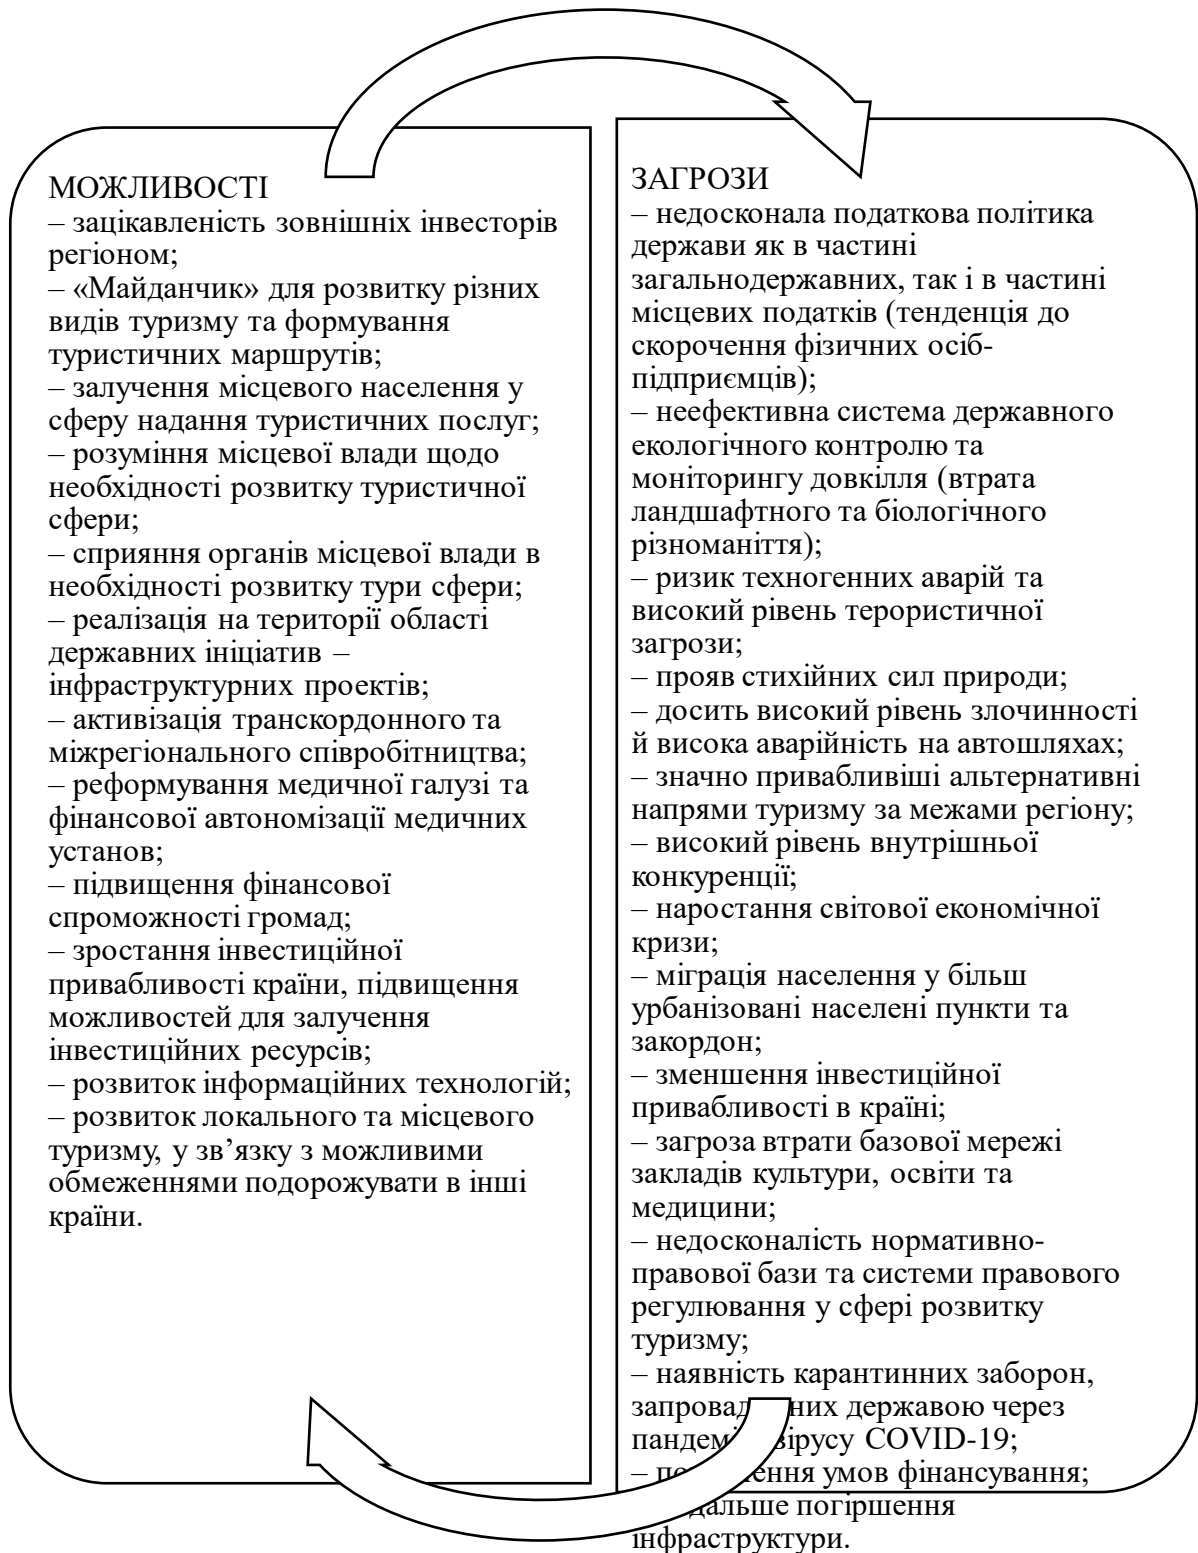 МОЖЛИВОСТІ
– зацікавленість зовнішніх інвесторів
регіоном;
– «Майданчик» для розвитку різних
видів туризму та формування
туристичних маршрутів;
– залучення місцевого населення у
сферу надання туристичних послуг;
– розуміння місцевої влади щодо
необхідності розвитку туристичної
сфери;
– сприяння органів місцевої влади в
необхідності розвитку тури сфери;
– реалізація на території області
державних ініціатив –
інфраструктурних проектів;
– активізація транскордонного та
міжрегіонального співробітництва;
– реформування медичної галузі та
фінансової автономізації медичних
установ;
– підвищення фінансової
спроможності громад;
– зростання інвестиційної
привабливості країни, підвищення
можливостей для залучення
інвестиційних ресурсів;
– розвиток інформаційних технологій;
– розвиток локального та місцевого
туризму, у зв’язку з можливими
обмеженнями подорожувати в інші
країни.
ЗАГРОЗИ
– недосконала податкова політика
держави як в частині
загальнодержавних, так і в частині
місцевих податків (тенденція до
скорочення фізичних осіб-
підприємців);
– неефективна система державного
екологічного контролю та
моніторингу довкілля (втрата
ландшафтного та біологічного
різноманіття);
– ризик техногенних аварій та
високий рівень терористичної
загрози;
– прояв стихійних сил природи;
– досить високий рівень злочинності
й висока аварійність на автошляхах;
– значно привабливіші альтернативні
напрями туризму за межами регіону;
– високий рівень внутрішньої
конкуренції;
– наростання світової економічної
кризи;
– міграція населення у більш
урбанізовані населені пункти та
закордон;
– зменшення інвестиційної
привабливості в країні;
– загроза втрати базової мережі
закладів культури, освіти та
медицини;
– недосконалість нормативно-
правової бази та системи правового
регулювання у сфері розвитку
туризму;
– наявність карантинних заборон,
державою через
вірусу COVID-19;
– умов фінансування;
погіршення
інфраструктури.